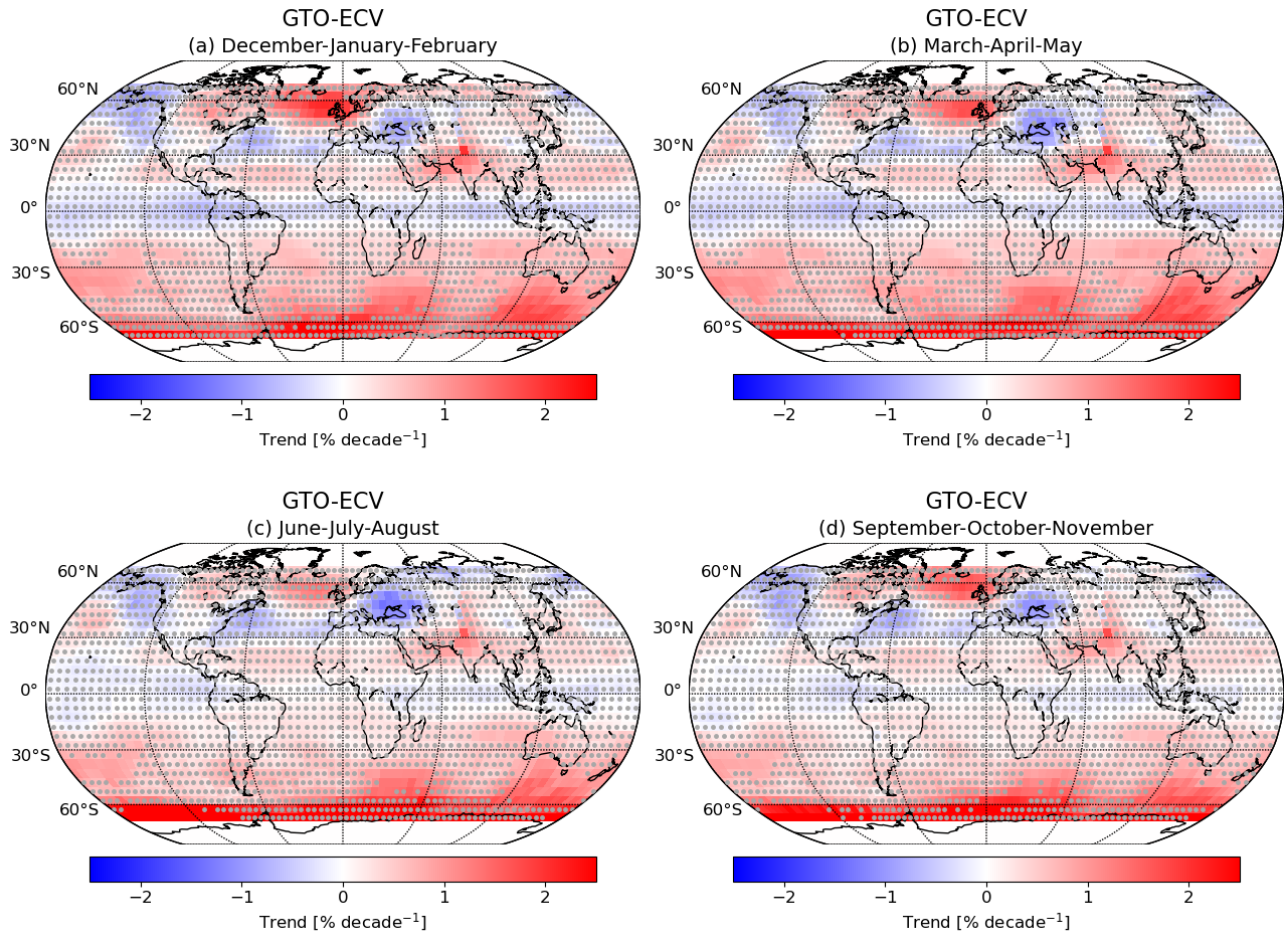 GTO-ECV
(a) December-January-February
60°N
30°N
0°
30°S
60°S
−2 −1 0 1 2
Trend [% decade⁻¹]
GTO-ECV
(b) March-April-May
60°N
30°N
0°
30°S
60°S
−2 −1 0 1 2
Trend [% decade⁻¹]
GTO-ECV
(c) June-July-August
60°N
30°N
0°
30°S
60°S
−2 −1 0 1 2
Trend [% decade⁻¹]
GTO-ECV
(d) September-October-November
60°N
30°N
0°
30°S
60°S
−2 −1 0 1 2
Trend [% decade⁻¹]